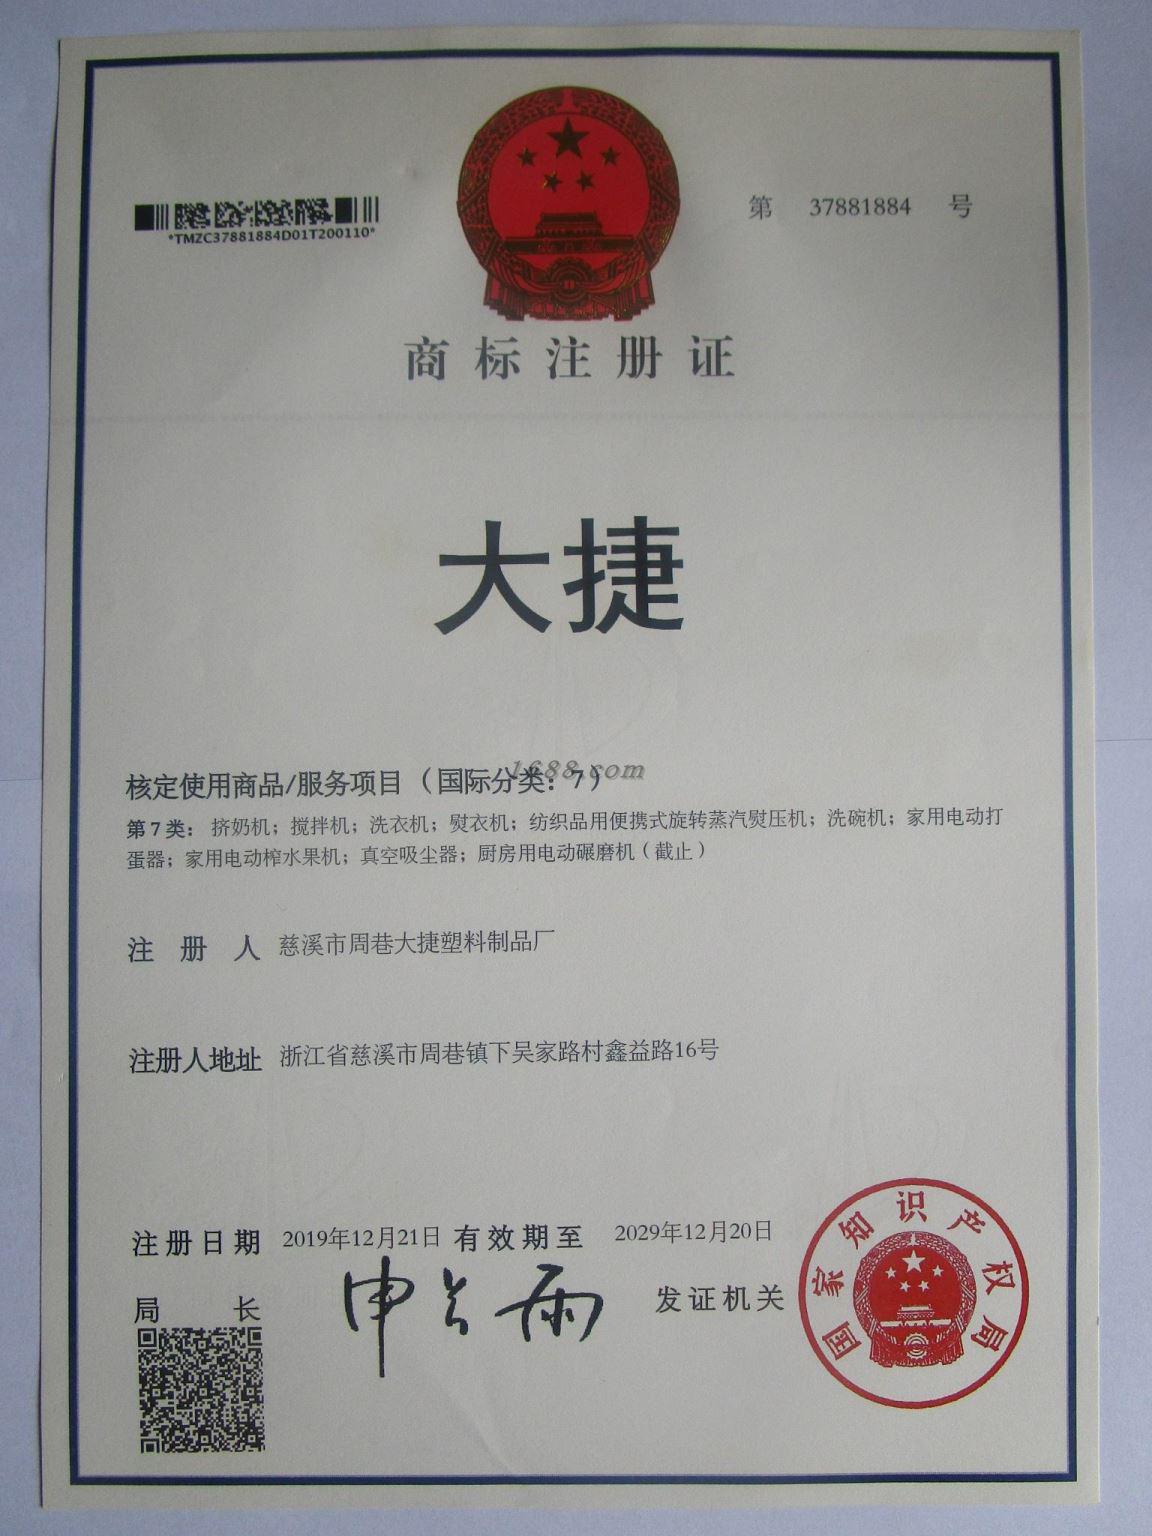 第 37881884 号
*TMZC37881884D01T200110*
商标注册证
大捷
核定使用商品/服务项目（国际分类：7）
1688.com
第7类：挤奶机；搅拌机；洗衣机；熨衣机；纺织品用便携式旋转蒸汽熨压机；洗碗机；家用电动打
蛋器；家用电动榨水果机；真空吸尘器；厨房用电动碾磨机（截止）
注册人 慈溪市周巷大捷塑料制品厂
注册人地址 浙江省慈溪市周巷镇下吴家路村鑫益路16号
注册日期 2019年12月21日 有效期至 2029年12月20日
局长 申长雨 发证机关
国家知识产权局